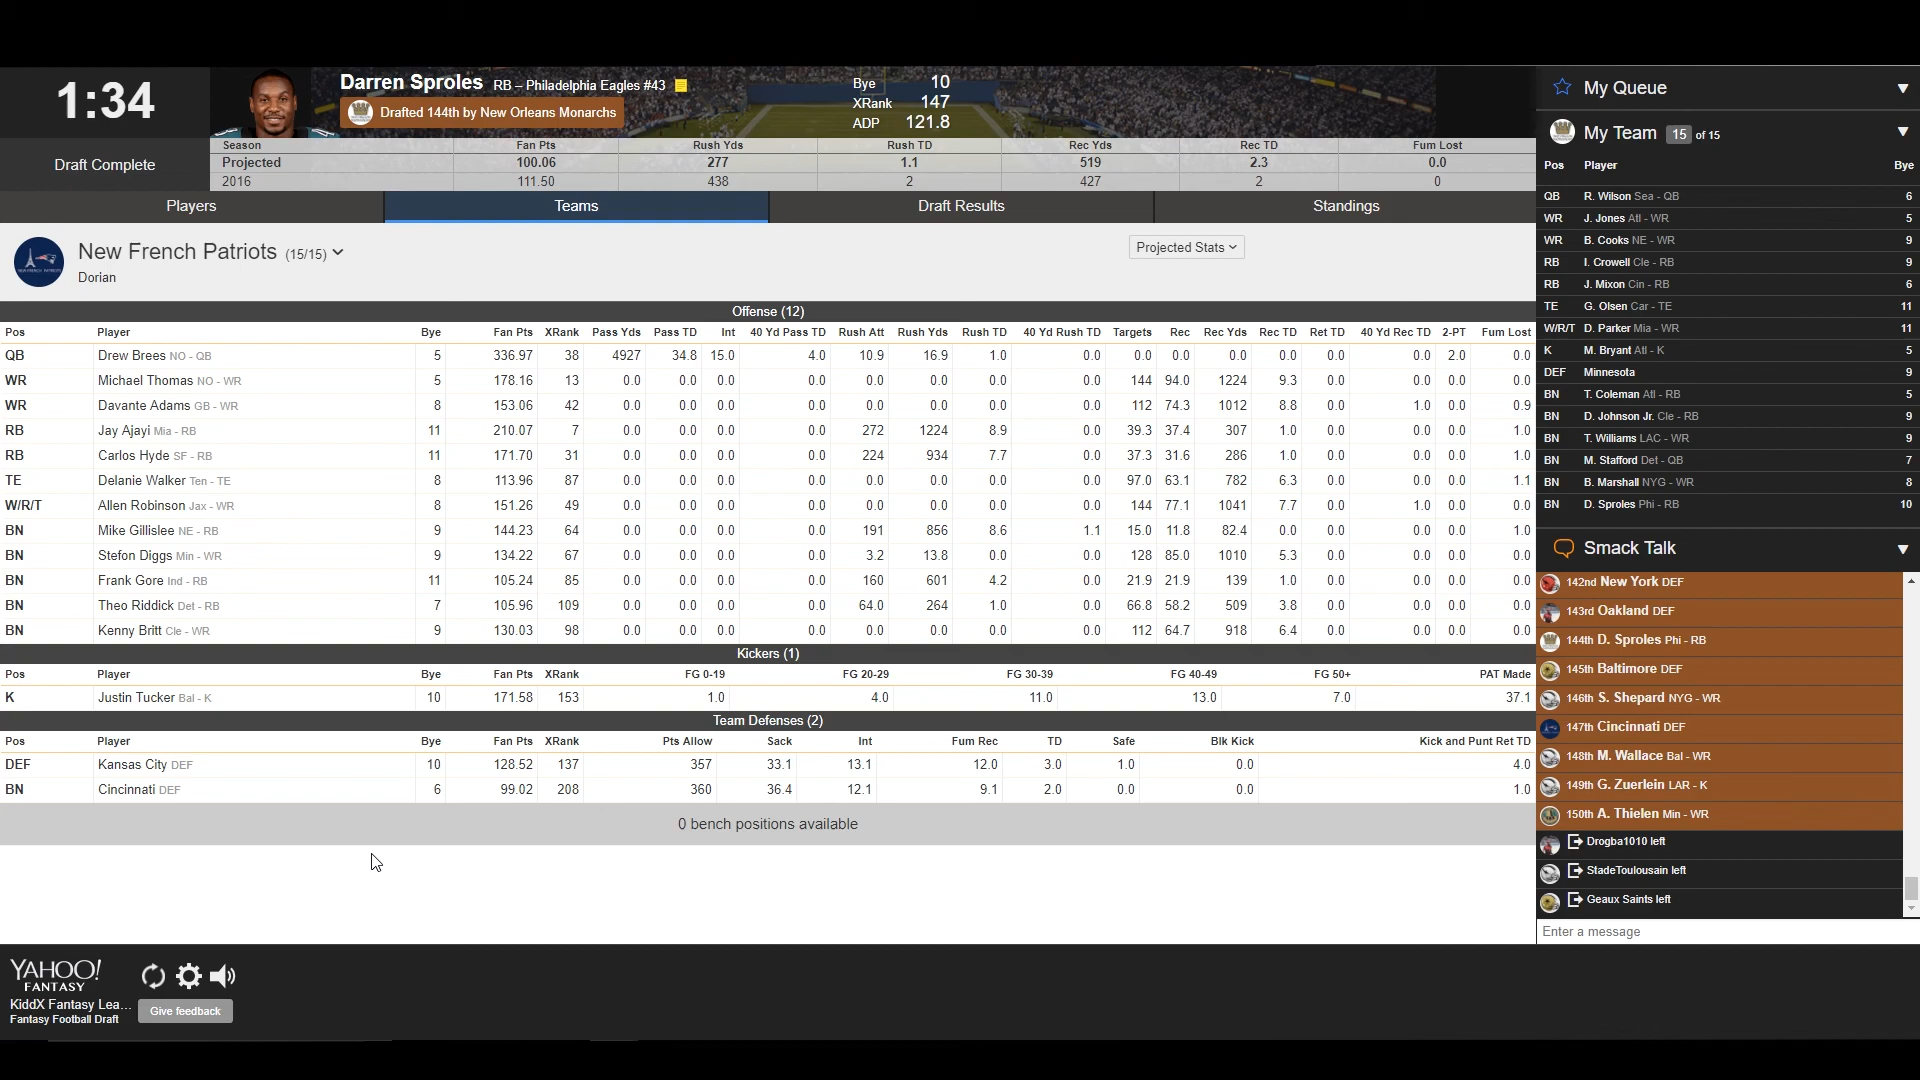 1:34
Draft Complete
Darren Sproles RB – Philadelphia Eagles #43
Drafted 144th by New Orleans Monarchs
Bye 10
XRank 147
ADP 121.8
Season Fan Pts Rush Yds Rush TD Rec Yds Rec TD Fum Lost
Projected 100.06 277 1.1 519 2.3 0.0
2016 111.50 438 2 427 2 0
Players Teams Draft Results Standings
New French Patriots (15/15)
Dorian
Projected Stats
Offense (12)
Pos Player Bye Fan Pts XRank Pass Yds Pass TD Int 40 Yd Pass TD Rush Att Rush Yds Rush TD 40 Yd Rush TD Targets Rec Rec Yds Rec TD Ret TD 40 Yd Rec TD 2-PT Fum Lost
QB Drew Brees NO - QB 5 336.97 38 4927 34.8 15.0 4.0 10.9 16.9 1.0 0.0 0.0 0.0 0.0 0.0 0.0 0.0 2.0 0.0
WR Michael Thomas NO - WR 5 178.16 13 0.0 0.0 0.0 0.0 0.0 0.0 0.0 0.0 144 94.0 1224 9.3 0.0 0.0 0.0 0.0
WR Davante Adams GB - WR 8 153.06 42 0.0 0.0 0.0 0.0 0.0 0.0 0.0 0.0 112 74.3 1012 8.8 0.0 1.0 0.0 0.9
RB Jay Ajayi Mia - RB 11 210.07 7 0.0 0.0 0.0 0.0 272 1224 8.9 0.0 39.3 37.4 307 1.0 0.0 0.0 0.0 1.0
RB Carlos Hyde SF - RB 11 171.70 31 0.0 0.0 0.0 0.0 224 934 7.7 0.0 37.3 31.6 286 1.0 0.0 0.0 0.0 1.0
TE Delanie Walker Ten - TE 8 113.96 87 0.0 0.0 0.0 0.0 0.0 0.0 0.0 0.0 97.0 63.1 782 6.3 0.0 0.0 0.0 1.1
W/R/T Allen Robinson Jax - WR 8 151.26 49 0.0 0.0 0.0 0.0 0.0 0.0 0.0 0.0 144 77.1 1041 7.7 0.0 1.0 0.0 0.0
BN Mike Gillislee NE - RB 9 144.23 64 0.0 0.0 0.0 0.0 191 856 8.6 1.1 15.0 11.8 82.4 0.0 0.0 0.0 0.0 1.0
BN Stefon Diggs Min - WR 9 134.22 67 0.0 0.0 0.0 0.0 3.2 13.8 0.0 0.0 128 85.0 1010 5.3 0.0 0.0 0.0 0.0
BN Frank Gore Ind - RB 11 105.24 85 0.0 0.0 0.0 0.0 160 601 4.2 0.0 21.9 21.9 139 1.0 0.0 0.0 0.0 0.0
BN Theo Riddick Det - RB 7 105.96 109 0.0 0.0 0.0 0.0 64.0 264 1.0 0.0 66.8 58.2 509 3.8 0.0 0.0 0.0 0.0
BN Kenny Britt Cle - WR 9 130.03 98 0.0 0.0 0.0 0.0 0.0 0.0 0.0 0.0 112 64.7 918 6.4 0.0 0.0 0.0 0.0
Kickers (1)
Pos Player Bye Fan Pts XRank FG 0-19 FG 20-29 FG 30-39 FG 40-49 FG 50+ PAT Made
K Justin Tucker Bal - K 10 171.58 153 1.0 4.0 11.0 13.0 7.0 37.1
Team Defenses (2)
Pos Player Bye Fan Pts XRank Pts Allow Sack Int Fum Rec TD Safe Blk Kick Kick and Punt Ret TD
DEF Kansas City DEF 10 128.52 137 357 33.1 13.1 12.0 3.0 1.0 0.0 4.0
BN Cincinnati DEF 6 99.02 208 360 36.4 12.1 9.1 2.0 0.0 0.0 1.0
0 bench positions available
YAHOO!
FANTASY
KiddX Fantasy Lea...
Fantasy Football Draft
Give feedback
My Queue
My Team 15 of 15
Pos Player Bye
QB R. Wilson Sea - QB 6
WR J. Jones Atl - WR 5
WR B. Cooks NE - WR 9
RB I. Crowell Cle - RB 9
RB J. Mixon Cin - RB 6
TE G. Olsen Car - TE 11
W/R/T D. Parker Mia - WR 11
K M. Bryant Atl - K 5
DEF Minnesota 9
BN T. Coleman Atl - RB 5
BN D. Johnson Jr. Cle - RB 9
BN T. Williams LAC - WR 9
BN M. Stafford Det - QB 7
BN B. Marshall NYG - WR 8
BN D. Sproles Phi - RB 10
Smack Talk
142nd New York DEF
143rd Oakland DEF
144th D. Sproles Phi - RB
145th Baltimore DEF
146th S. Shepard NYG - WR
147th Cincinnati DEF
148th M. Wallace Bal - WR
149th G. Zuerlein LAR - K
150th A. Thielen Min - WR
Drogba1010 left
StadeToulousain left
Geaux Saints left
Enter a message